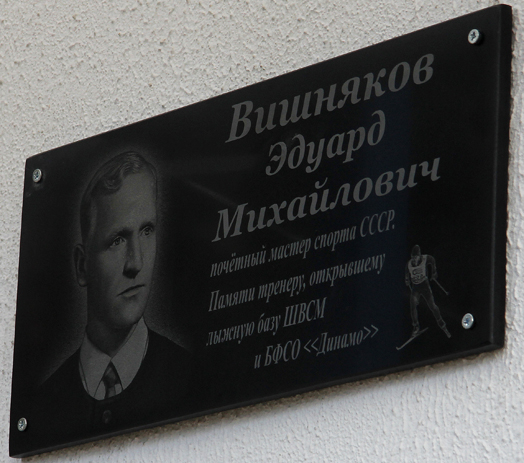 Вишняков
Эдуард
Михайлович
почётный мастер спорта СССР.
Памяти тренеру, открывшему
лыжную базу ШВСМ
и БФСО «Динамо»